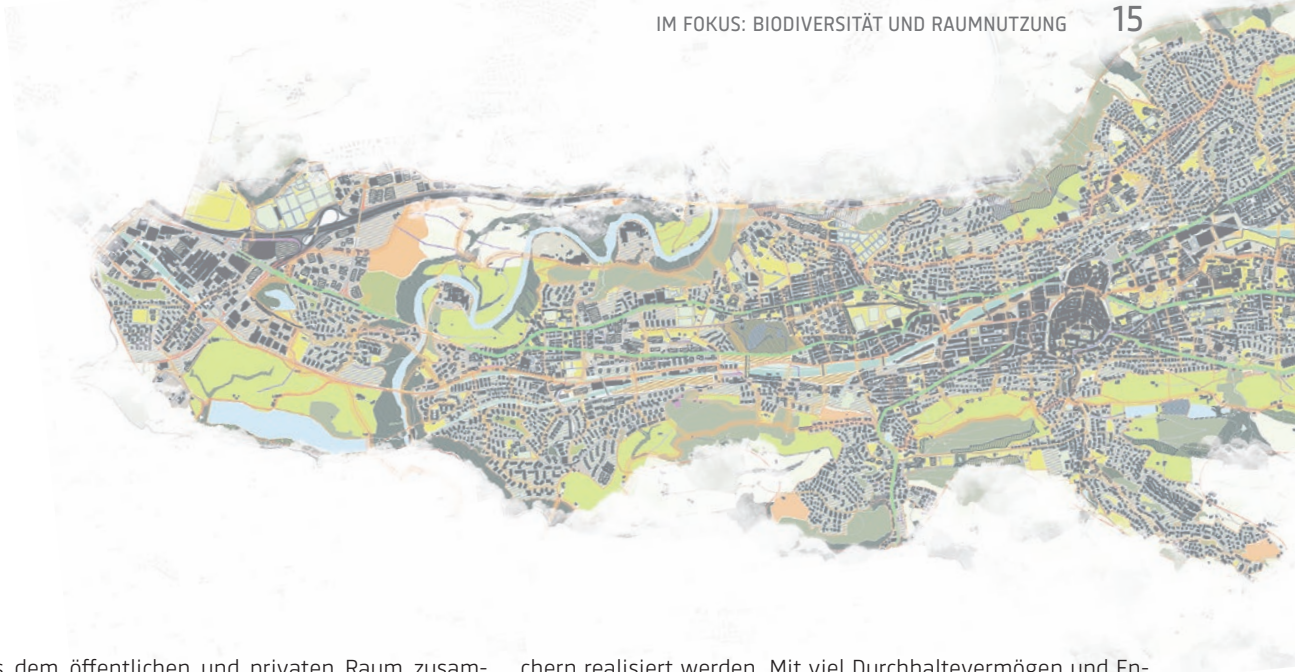 IM FOKUS: BIODIVERSITÄT UND RAUMNUTZUNG 15
dem öffentlichen und privaten Raum zusam-
chern realisiert werden. Mit viel Durchhaltevermögen und En-